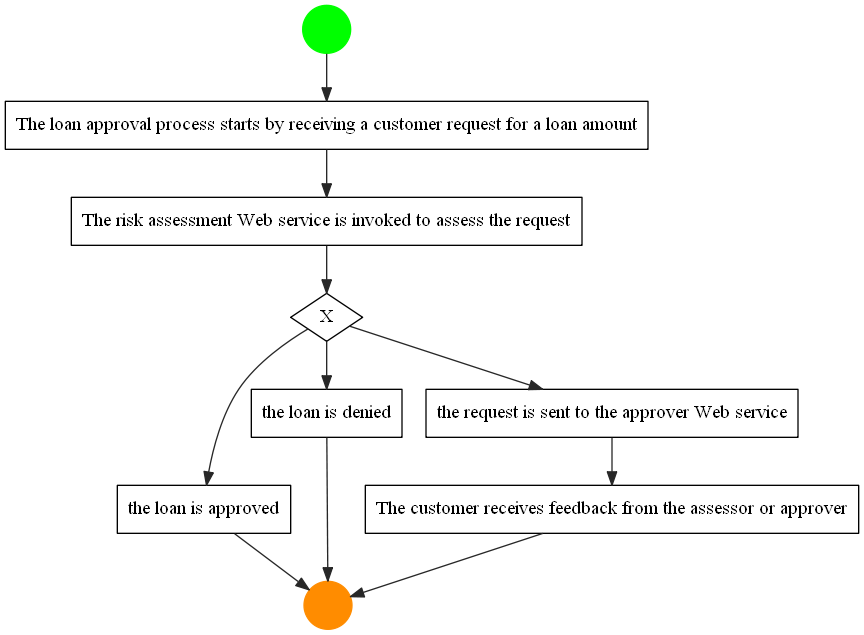 The loan approval process starts by receiving a customer request for a loan amount
The risk assessment Web service is invoked to assess the request
X
the loan is denied
the request is sent to the approver Web service
the loan is approved
The customer receives feedback from the assessor or approver